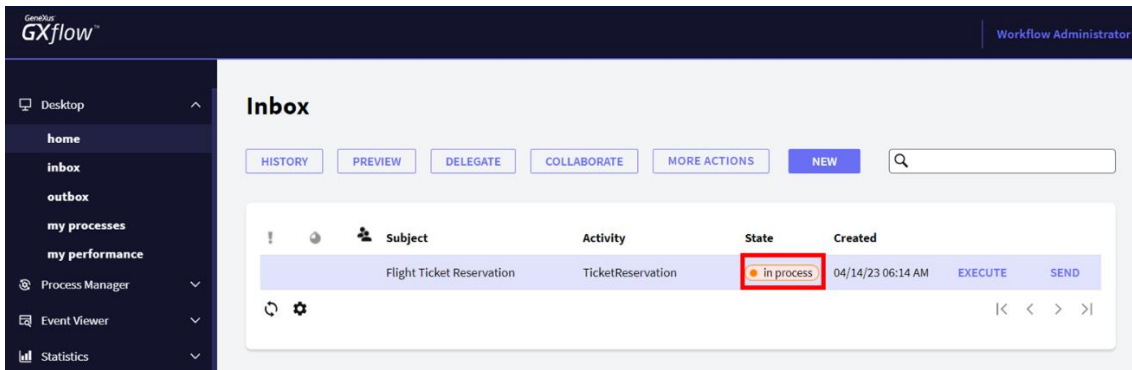 GeneXus
GXflow™
Workflow Administrator
Desktop
home
inbox
outbox
my processes
my performance
Process Manager
Event Viewer
Statistics
Inbox
HISTORY PREVIEW DELEGATE COLLABORATE MORE ACTIONS NEW
! Subject Activity State Created
Flight Ticket Reservation TicketReservation in process 04/14/23 06:14 AM EXECUTE SEND